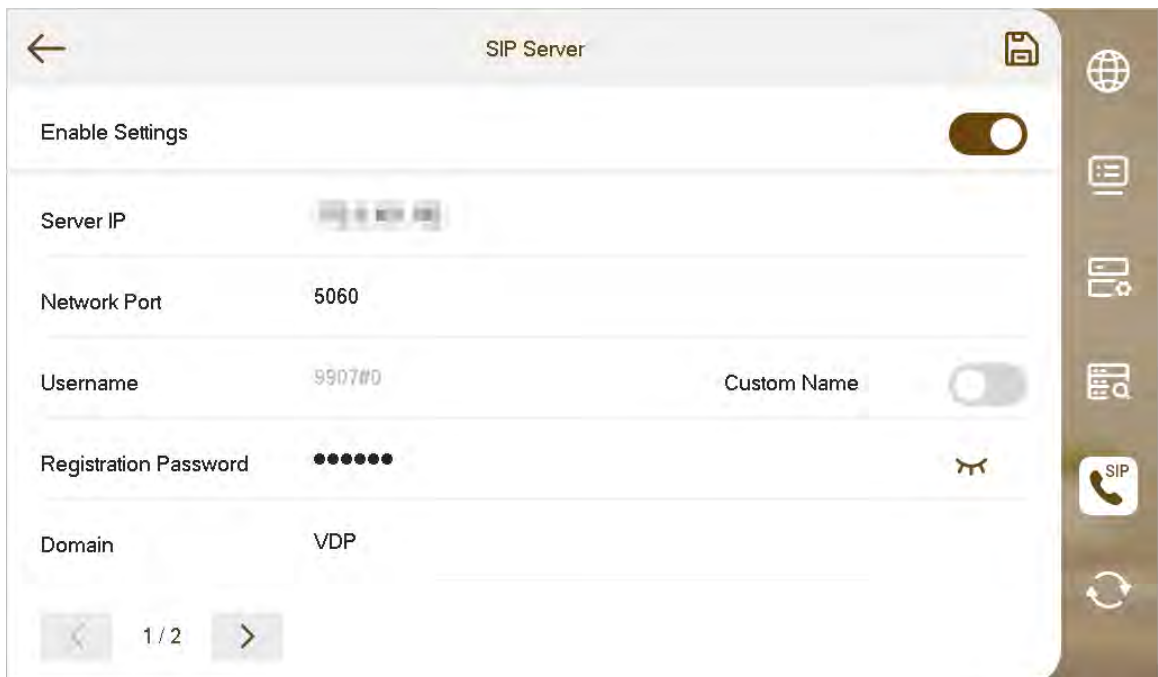 SIP Server
Enable Settings
Server IP
Network Port 5060
Username 9907#0 Custom Name
Registration Password ●●●●●●
SIP
Domain VDP
1 / 2